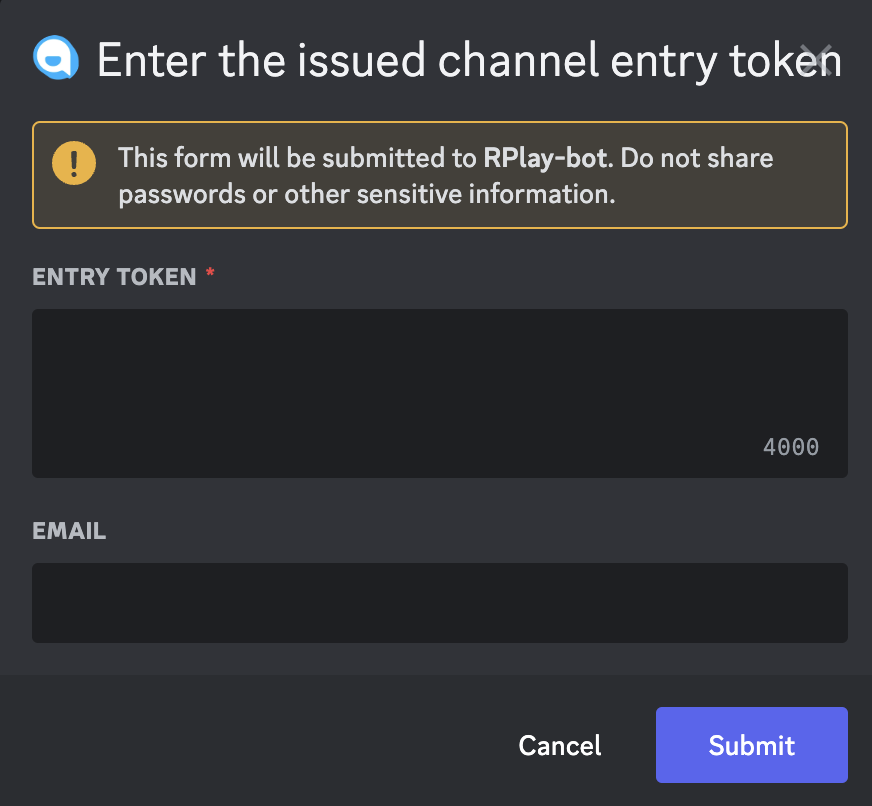 Enter the issued channel entry token
This form will be submitted to RPlay-bot. Do not share
passwords or other sensitive information.
ENTRY TOKEN *
4000
EMAIL
Cancel
Submit